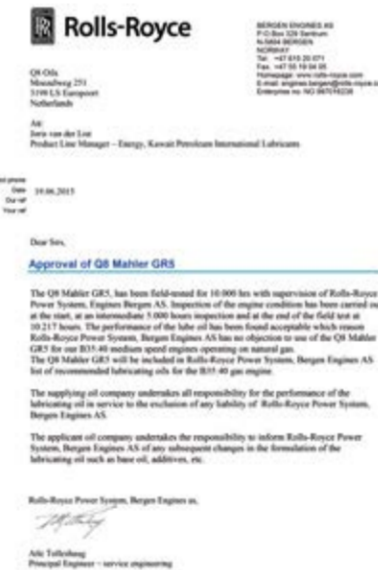 Rolls-Royce
BERGEN ENGINES AS
P.O.Box 329 Sentrum
N-5804 BERGEN
NORWAY
Q8 Oils
3198 LS Europoort
Netherlands
Att:
Joris van der List
Product Line Manager – Energy, Kuwait Petroleum International Lubricants
Date 19.06.2015
Our ref
Your ref
Dear Sirs,
Approval of Q8 Mahler GR5
The Q8 Mahler GR5, has been field-tested for 10.000 hrs with supervision of Rolls-Royce
Power System, Engines Bergen AS. Inspection of the engine condition has been carried out
at the start, at an intermediate 5.000 hours inspection and at the end of the field test at
10.217 hours. The performance of the lube oil has been found acceptable which reason
Rolls-Royce Power System, Bergen Engines AS has no objection to use of the Q8 Mahler
GR5 for our B35:40 medium speed engines operating on natural gas.
The Q8 Mahler GR5 will be included in Rolls-Royce Power System, Bergen Engines AS
list of recommended lubricating oils for the B35:40 gas engine.
The supplying oil company undertakes all responsibility for the performance of the
lubricating oil in service to the exclusion of any liability of Rolls-Royce Power System,
Bergen Engines AS.
The applicant oil company undertakes the responsibility to inform Rolls-Royce Power
System, Bergen Engines AS of any subsequent changes in the formulation of the
lubricating oil such as base oil, additives, etc.
Rolls-Royce Power System, Bergen Engines as,
Principal Engineer – service engineering